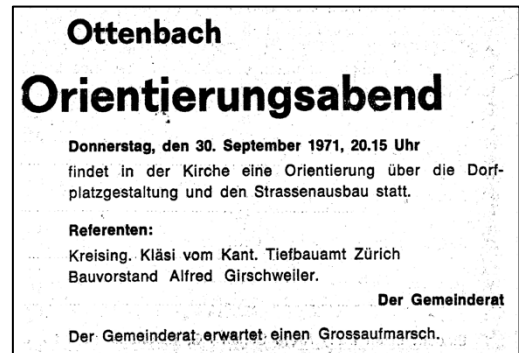 Ottenbach
Orientierungsabend
Donnerstag, den 30. September 1971, 20.15 Uhr
findet in der Kirche eine Orientierung über die Dorf-
platzgestaltung und den Strassenausbau statt.
Referenten:
Kreising. Kläsi vom Kant. Tiefbauamt Zürich
Bauvorstand Alfred Girschweiler.
Der Gemeinderat
Der Gemeinderat erwartet einen Grossaufmarsch.